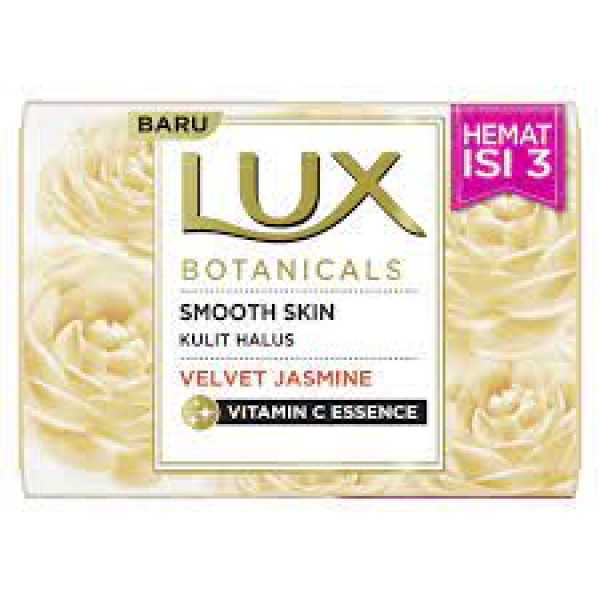 BARU
HEMAT
ISI 3
LUX
BOTANICALS
SMOOTH SKIN
KULIT HALUS
VELVET JASMINE
VITAMIN C ESSENCE